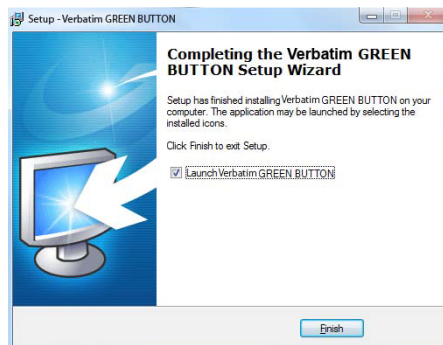 Setup - Verbatim GREEN BUTTON
Completing the Verbatim GREEN
BUTTON Setup Wizard
Setup has finished installing Verbatim GREEN BUTTON on your
computer. The application may be launched by selecting the
installed icons.
Click Finish to exit Setup.
Launch Verbatim GREEN BUTTON
Finish